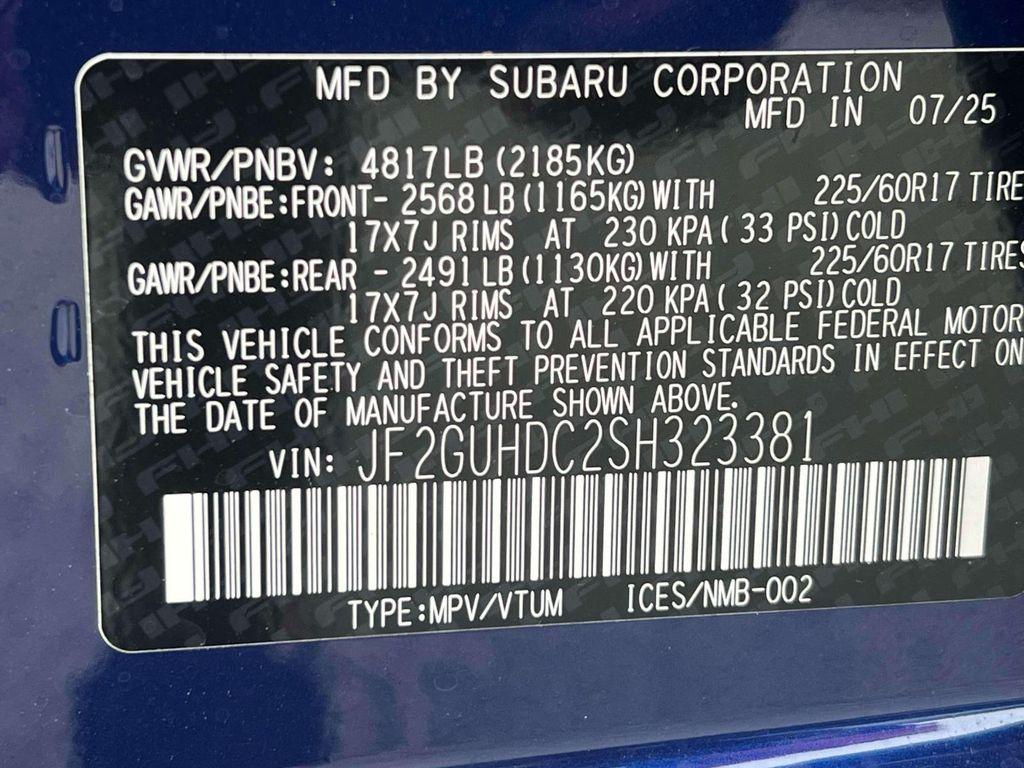 MFD BY SUBARU CORPORATION
MFD IN 07/25
GVWR/PNBV: 4817LB (2185KG)
GAWR/PNBE:FRONT- 2568 LB (1165KG) WITH 225/60R17 TIRE
17X7J RIMS AT 230 KPA ( 33 PSI) COLD
GAWR/PNBE:REAR - 2491 LB (1130KG) WITH 225/60R17 TIRES
17X7J RIMS AT 220 KPA ( 32 PSI) COLD
THIS VEHICLE CONFORMS TO ALL APPLICABLE FEDERAL MOTOR
VEHICLE SAFETY AND THEFT PREVENTION STANDARDS IN EFFECT ON
THE DATE OF MANUFACTURE SHOWN ABOVE.
VIN: JF2GUHDC2SH323381
TYPE:MPV/VTUM ICES/NMB-002